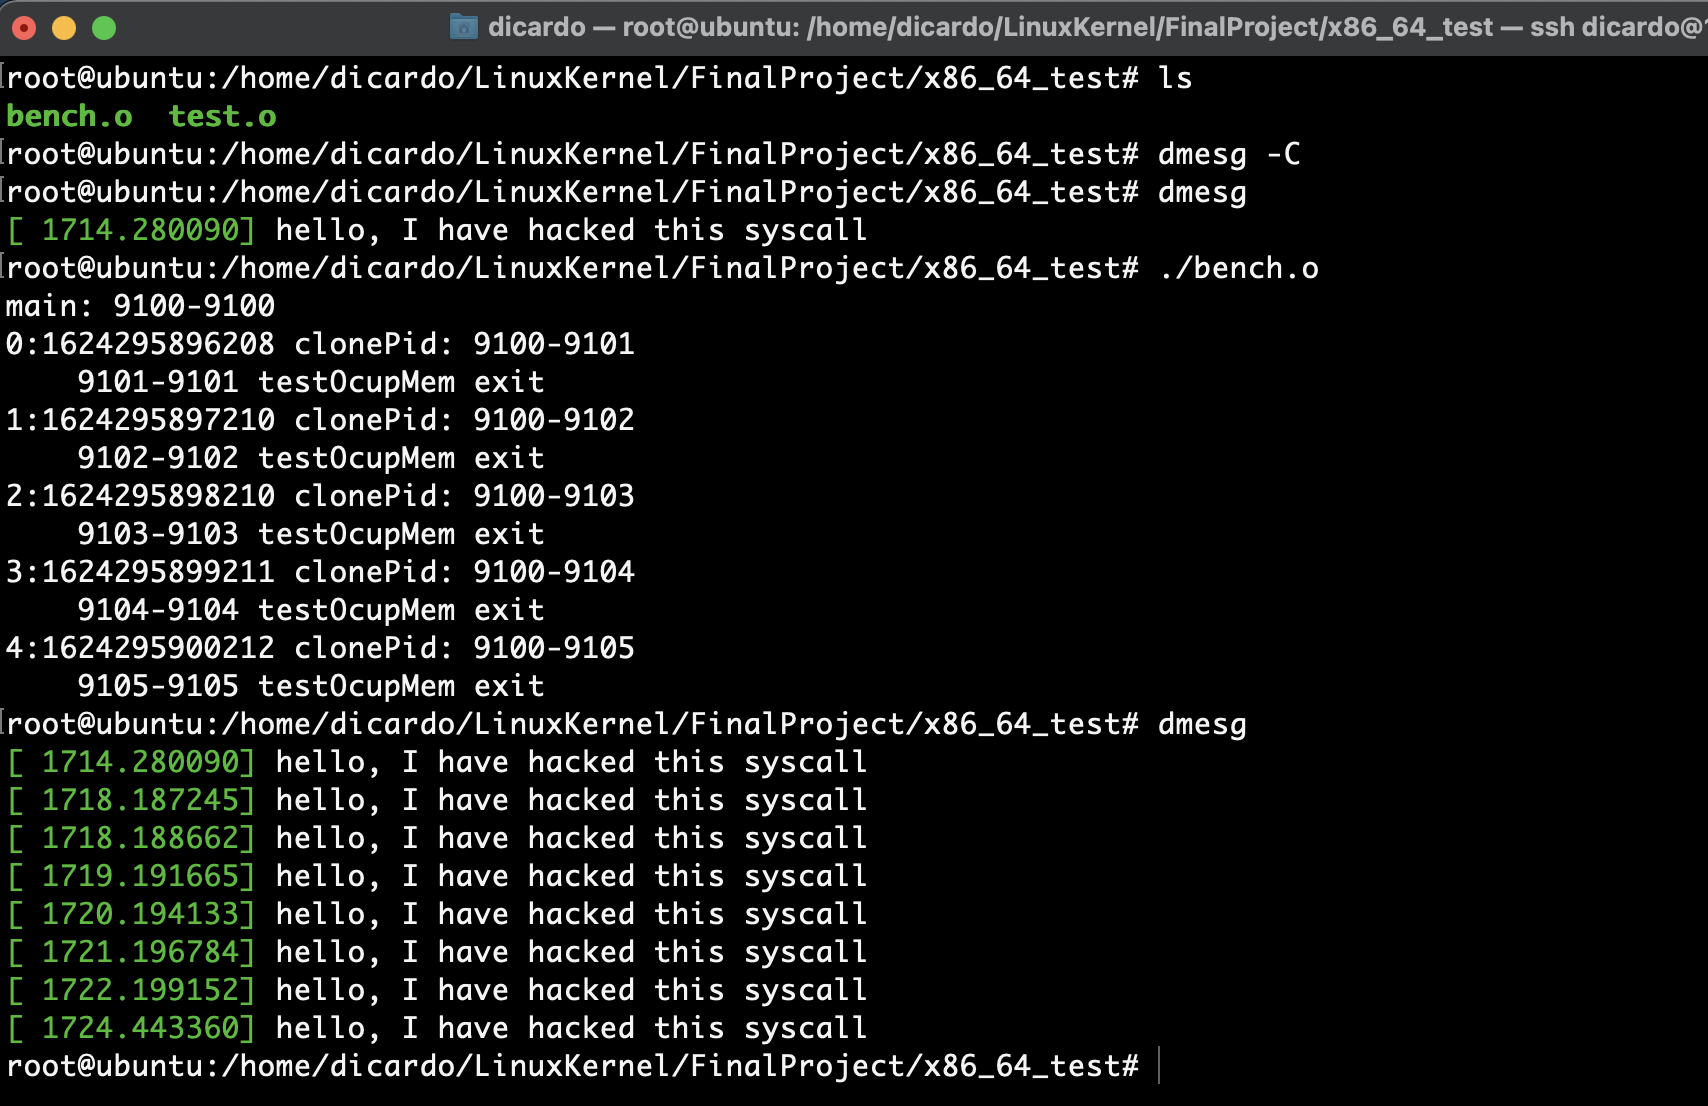 dicardo — root@ubuntu: /home/dicardo/LinuxKernel/FinalProject/x86_64_test — ssh dicardo@
root@ubuntu:/home/dicardo/LinuxKernel/FinalProject/x86_64_test# ls
bench.o  test.o
root@ubuntu:/home/dicardo/LinuxKernel/FinalProject/x86_64_test# dmesg -C
root@ubuntu:/home/dicardo/LinuxKernel/FinalProject/x86_64_test# dmesg
[ 1714.280090] hello, I have hacked this syscall
root@ubuntu:/home/dicardo/LinuxKernel/FinalProject/x86_64_test# ./bench.o
main: 9100-9100
0:1624295896208 clonePid: 9100-9101
    9101-9101 testOcupMem exit
1:1624295897210 clonePid: 9100-9102
    9102-9102 testOcupMem exit
2:1624295898210 clonePid: 9100-9103
    9103-9103 testOcupMem exit
3:1624295899211 clonePid: 9100-9104
    9104-9104 testOcupMem exit
4:1624295900212 clonePid: 9100-9105
    9105-9105 testOcupMem exit
root@ubuntu:/home/dicardo/LinuxKernel/FinalProject/x86_64_test# dmesg
[ 1714.280090] hello, I have hacked this syscall
[ 1718.187245] hello, I have hacked this syscall
[ 1718.188662] hello, I have hacked this syscall
[ 1719.191665] hello, I have hacked this syscall
[ 1720.194133] hello, I have hacked this syscall
[ 1721.196784] hello, I have hacked this syscall
[ 1722.199152] hello, I have hacked this syscall
[ 1724.443360] hello, I have hacked this syscall
root@ubuntu:/home/dicardo/LinuxKernel/FinalProject/x86_64_test#